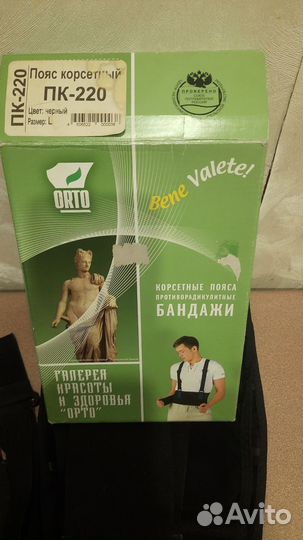 ПК-220
Пояс корсетный
ПК-220
Цвет: черный
Размер: L
ПРОВЕРЕНО
ORTO
Bene Valete!
КОРСЕТНЫЕ ПОЯСА
ПРОТИВОРАДИКУЛИТНЫЕ
БАНДАЖИ
ГАЛЕРЕЯ
КРАСОТЫ
И ЗДОРОВЬЯ
"ОРТО"
Avito